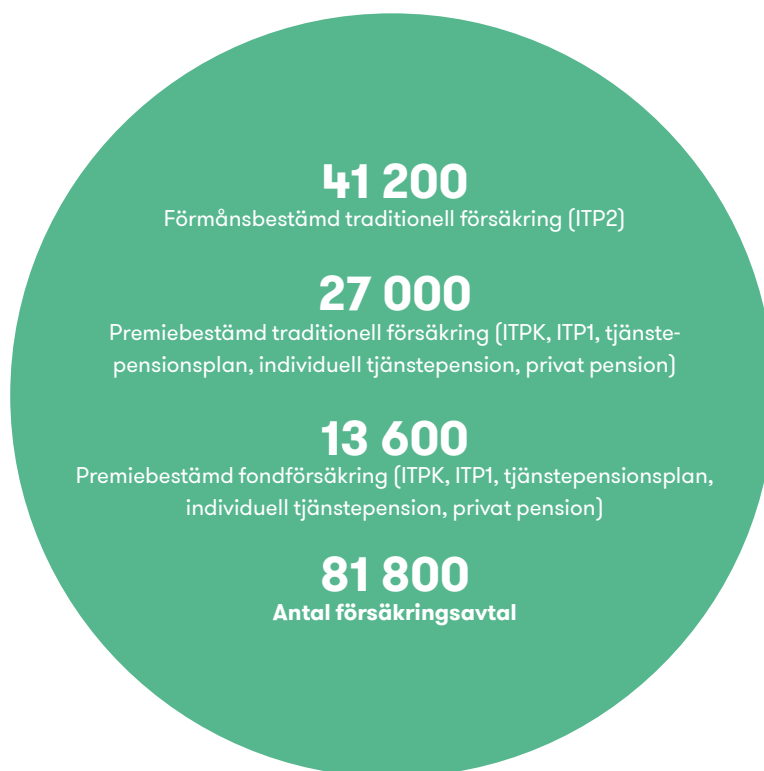 41 200
Förmånsbestämd traditionell försäkring (ITP2)
27 000
Premiebestämd traditionell försäkring (ITPK, ITP1, tjänste-
pensionsplan, individuell tjänstepension, privat pension)
13 600
Premiebestämd fondförsäkring (ITPK, ITP1, tjänstepensionsplan,
individuell tjänstepension, privat pension)
81 800
Antal försäkringsavtal